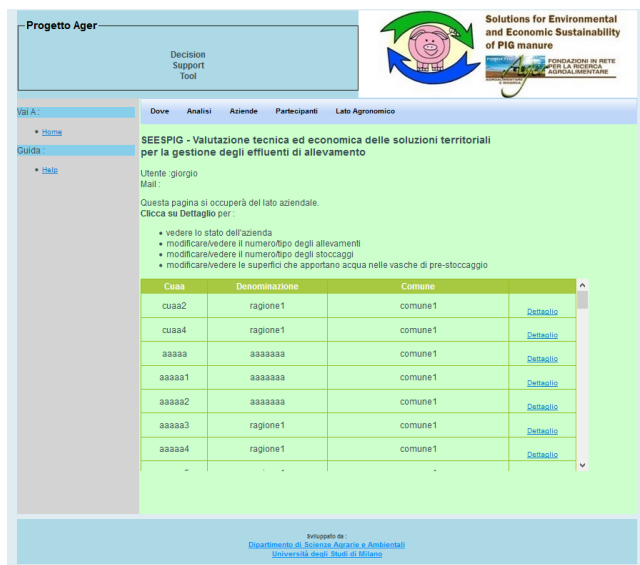 Progetto Ager
Decision
Support
Tool
Solutions for Environmental
and Economic Sustainability
of PIG manure
Ager
FONDAZIONI IN RETE
PER LA RICERCA
AGROALIMENTARE
Vai A :
Home
Guida :
Help
Dove Analisi Aziende Partecipanti Lato Agronomico
SEESPIG - Valutazione tecnica ed economica delle soluzioni territoriali
per la gestione degli effluenti di allevamento
Utente :giorgio
Mail :
Questa pagina si occuperà del lato aziendale.
Clicca su Dettaglio per :
vedere lo stato dell'azienda
modificare/vedere il numero/tipo degli allevamenti
modificare/vedere il numero/tipo degli stoccaggi
modificare/vedere le superfici che apportano acqua nelle vasche di pre-stoccaggio
Cuaa Denominazione Comune
cuaa2 ragione1 comune1 Dettaglio
cuaa4 ragione1 comune1 Dettaglio
aaaaa aaaaaaa comune1 Dettaglio
aaaaa1 aaaaaaa comune1 Dettaglio
aaaaa2 aaaaaaa comune1 Dettaglio
aaaaa3 ragione1 comune1 Dettaglio
aaaaa4 ragione1 comune1 Dettaglio
Sviluppato da :
Dipartimento di Scienze Agrarie e Ambientali
Università degli Studi di Milano